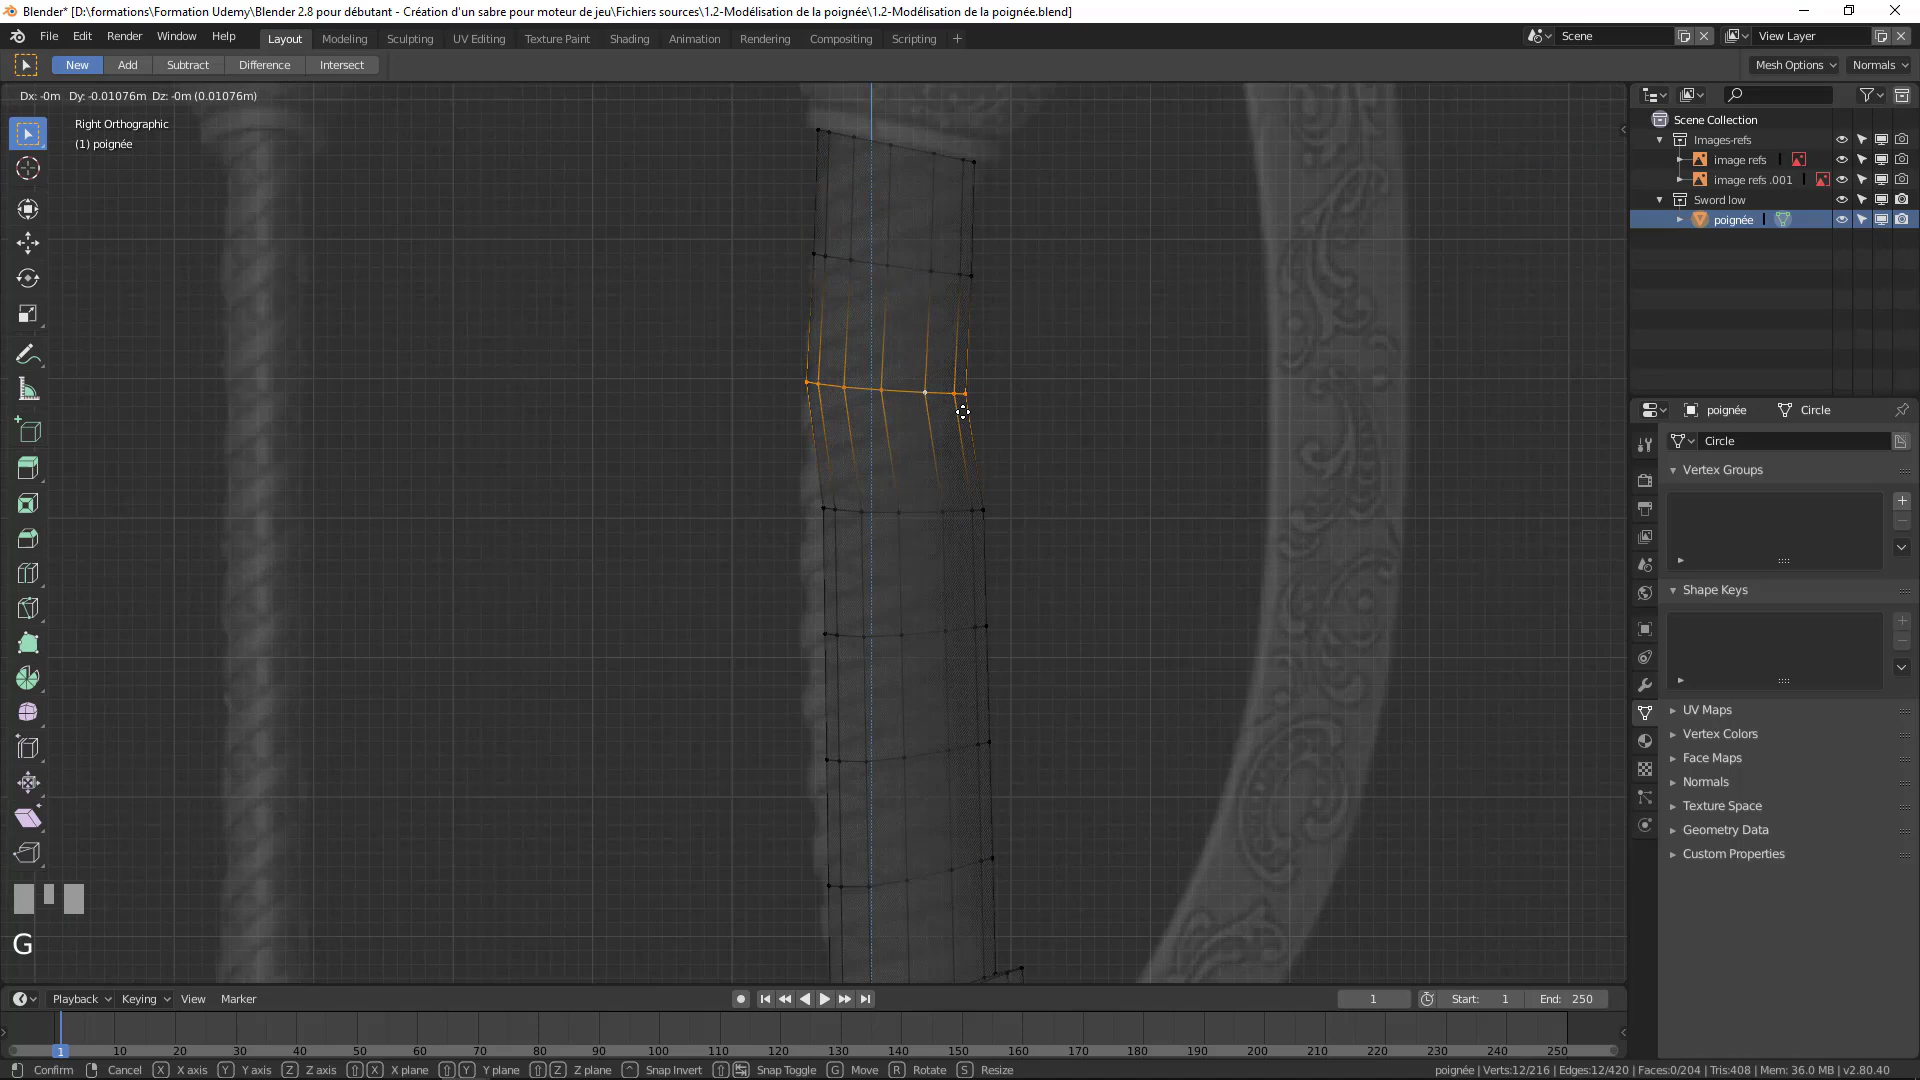 Blender* [D:\formations\Formation Udemy\Blender 2.8 pour débutant - Création d'un sabre pour moteur de jeu\Fichiers sources\1.2-Modélisation de la poignée\1.2-Modélisation de la poignée.blend]
File Edit Render Window Help Layout Modeling Sculpting UV Editing Texture Paint Shading Animation Rendering Compositing Scripting + Scene View Layer
New Add Subtract Difference Intersect Mesh Options Normals
Dx: -0m Dy: -0.01076m Dz: -0m (0.01076m)
Right Orthographic
(1) poignée
Scene Collection
Images-refs
image refs
image refs .001
Sword low
poignée
poignée Circle
Circle
Vertex Groups
Shape Keys
UV Maps
Vertex Colors
Face Maps
Normals
Texture Space
Geometry Data
Custom Properties
G
Playback Keying View Marker 1 Start: 1 End: 250
1 10 20 30 40 50 60 70 80 90 100 110 120 130 140 150 160 170 180 190 200 210 220 230 240 250
Confirm Cancel X X axis Y Y axis Z Z axis X X plane Y Y plane Z Z plane Snap Invert Snap Toggle G Move R Rotate S Resize poignée | Verts:12/216 | Edges:12/420 | Faces:0/204 | Tris:408 | Mem: 36.0 MB | v2.80.40